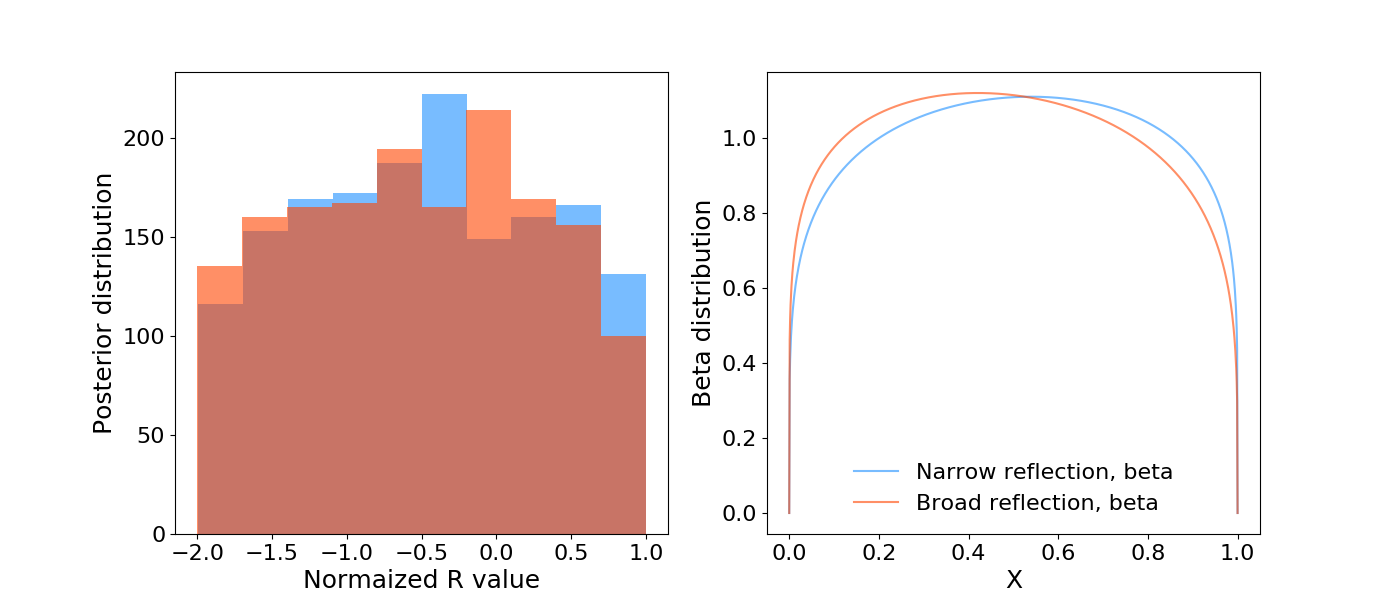 Posterior distribution
200
150
100
50
0
−2.0 −1.5 −1.0 −0.5 0.0 0.5 1.0
Normaized R value
Beta distribution
1.0
0.8
0.6
0.4
0.2
0.0
0.0 0.2 0.4 0.6 0.8 1.0
X
Narrow reflection, beta
Broad reflection, beta